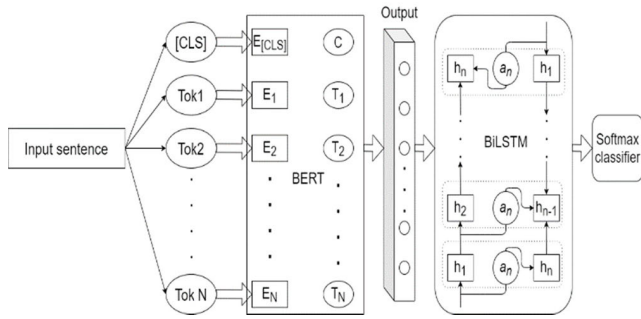 Output
[CLS]
E[CLS]
C
hn
an
h1
Tok1
E1
T1
Input sentence
Tok2
E2
T2
BERT
BiLSTM
Softmax
classifier
h2
an
hn-1
h1
an
hn
Tok N
EN
TN